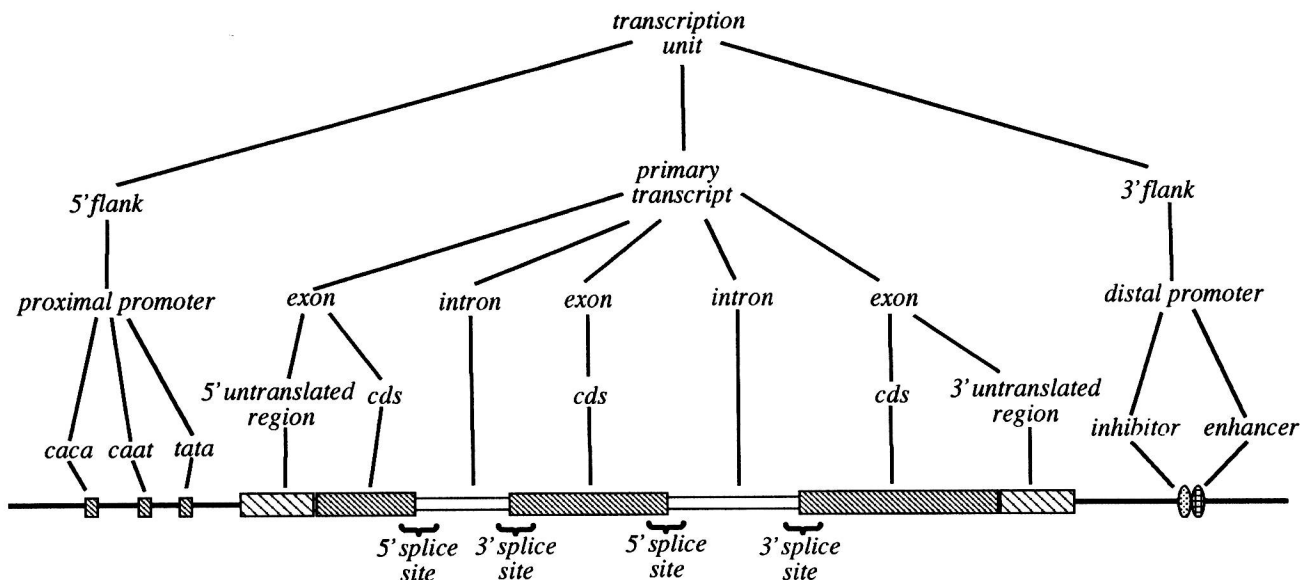 transcription
unit
primary
transcript
5' flank
3' flank
proximal promoter
exon
intron
exon
intron
exon
distal promoter
5' untranslated
region
cds
cds
cds
3' untranslated
region
caca
caat
tata
inhibitor
enhancer
5' splice
site
3' splice
site
5' splice
site
3' splice
site